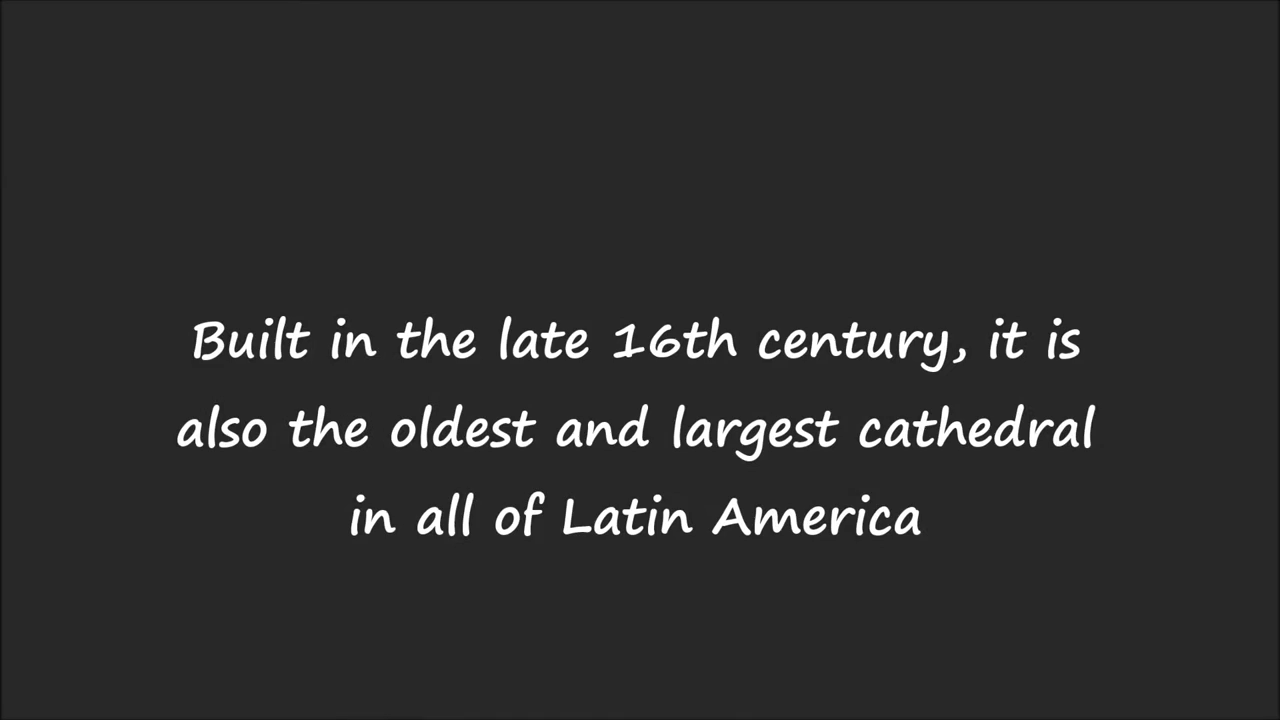 Built in the late 16th century, it is
also the oldest and largest cathedral
in all of Latin America